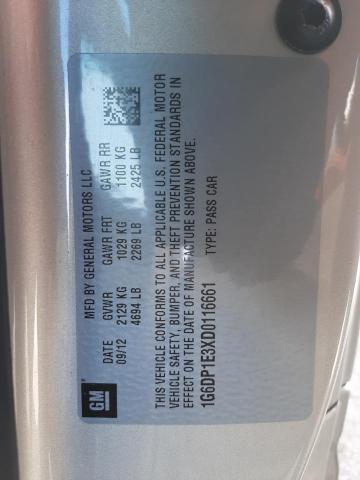 GM
MFD BY GENERAL MOTORS LLC
DATE GVWR GAWR FRT GAWR RR
09/12 2129 KG 1029 KG 1100 KG
4694 LB 2269 LB 2425 LB
THIS VEHICLE CONFORMS TO ALL APPLICABLE U.S. FEDERAL MOTOR
VEHICLE SAFETY, BUMPER, AND THEFT PREVENTION STANDARDS IN
EFFECT ON THE DATE OF MANUFACTURE SHOWN ABOVE.
1G6DP1E3XD0116661 TYPE: PASS CAR